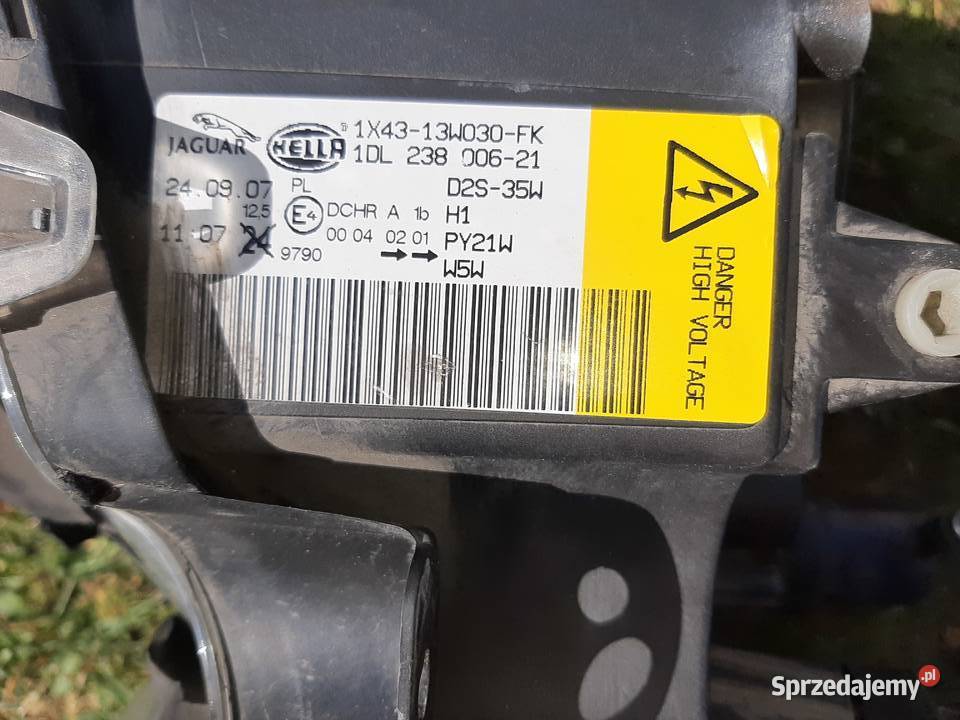 JAGUAR
HELLA
1X43-13W030-FK
1DL 238 006-21
24.09.07 PL
D2S-35W
12,5
E4
DCHR A 1b
H1
11 07 24
9790
00 04 02 01
PY21W
W5W
DANGER
HIGH VOLTAGE
Sprzedajemy.pl